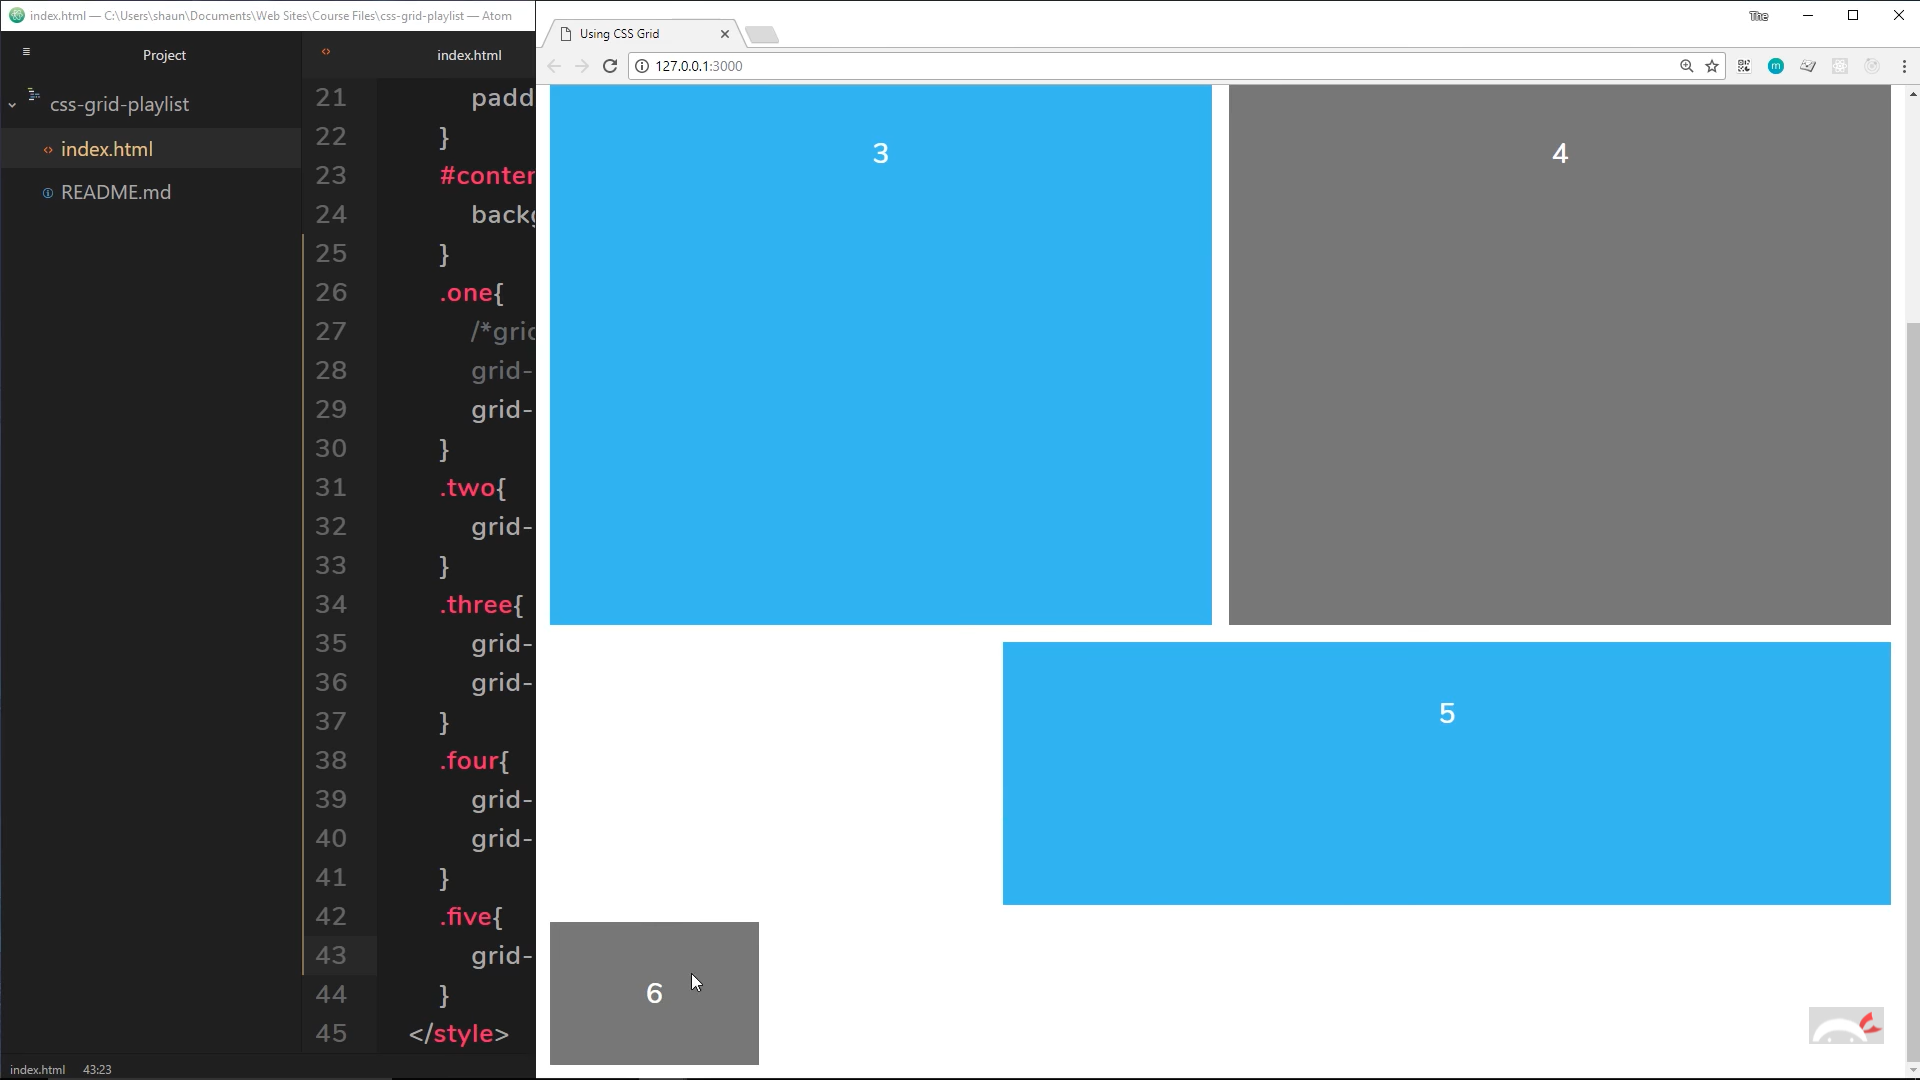 index.html — C:\Users\shaun\Documents\Web Sites\Course Files\css-grid-playlist — Atom
The
Using CSS Grid
Project
index.html
127.0.0.1:3000
css-grid-playlist
index.html
README.md
21 padd
22 }
23 #conter
24 backg
25 }
26 .one{
27 /*grid
28 grid-
29 grid-
30 }
31 .two{
32 grid-
33 }
34 .three{
35 grid-
36 grid-
37 }
38 .four{
39 grid-
40 grid-
41 }
42 .five{
43 grid-
44 }
45 </style>
3
4
5
6
index.html 43:23